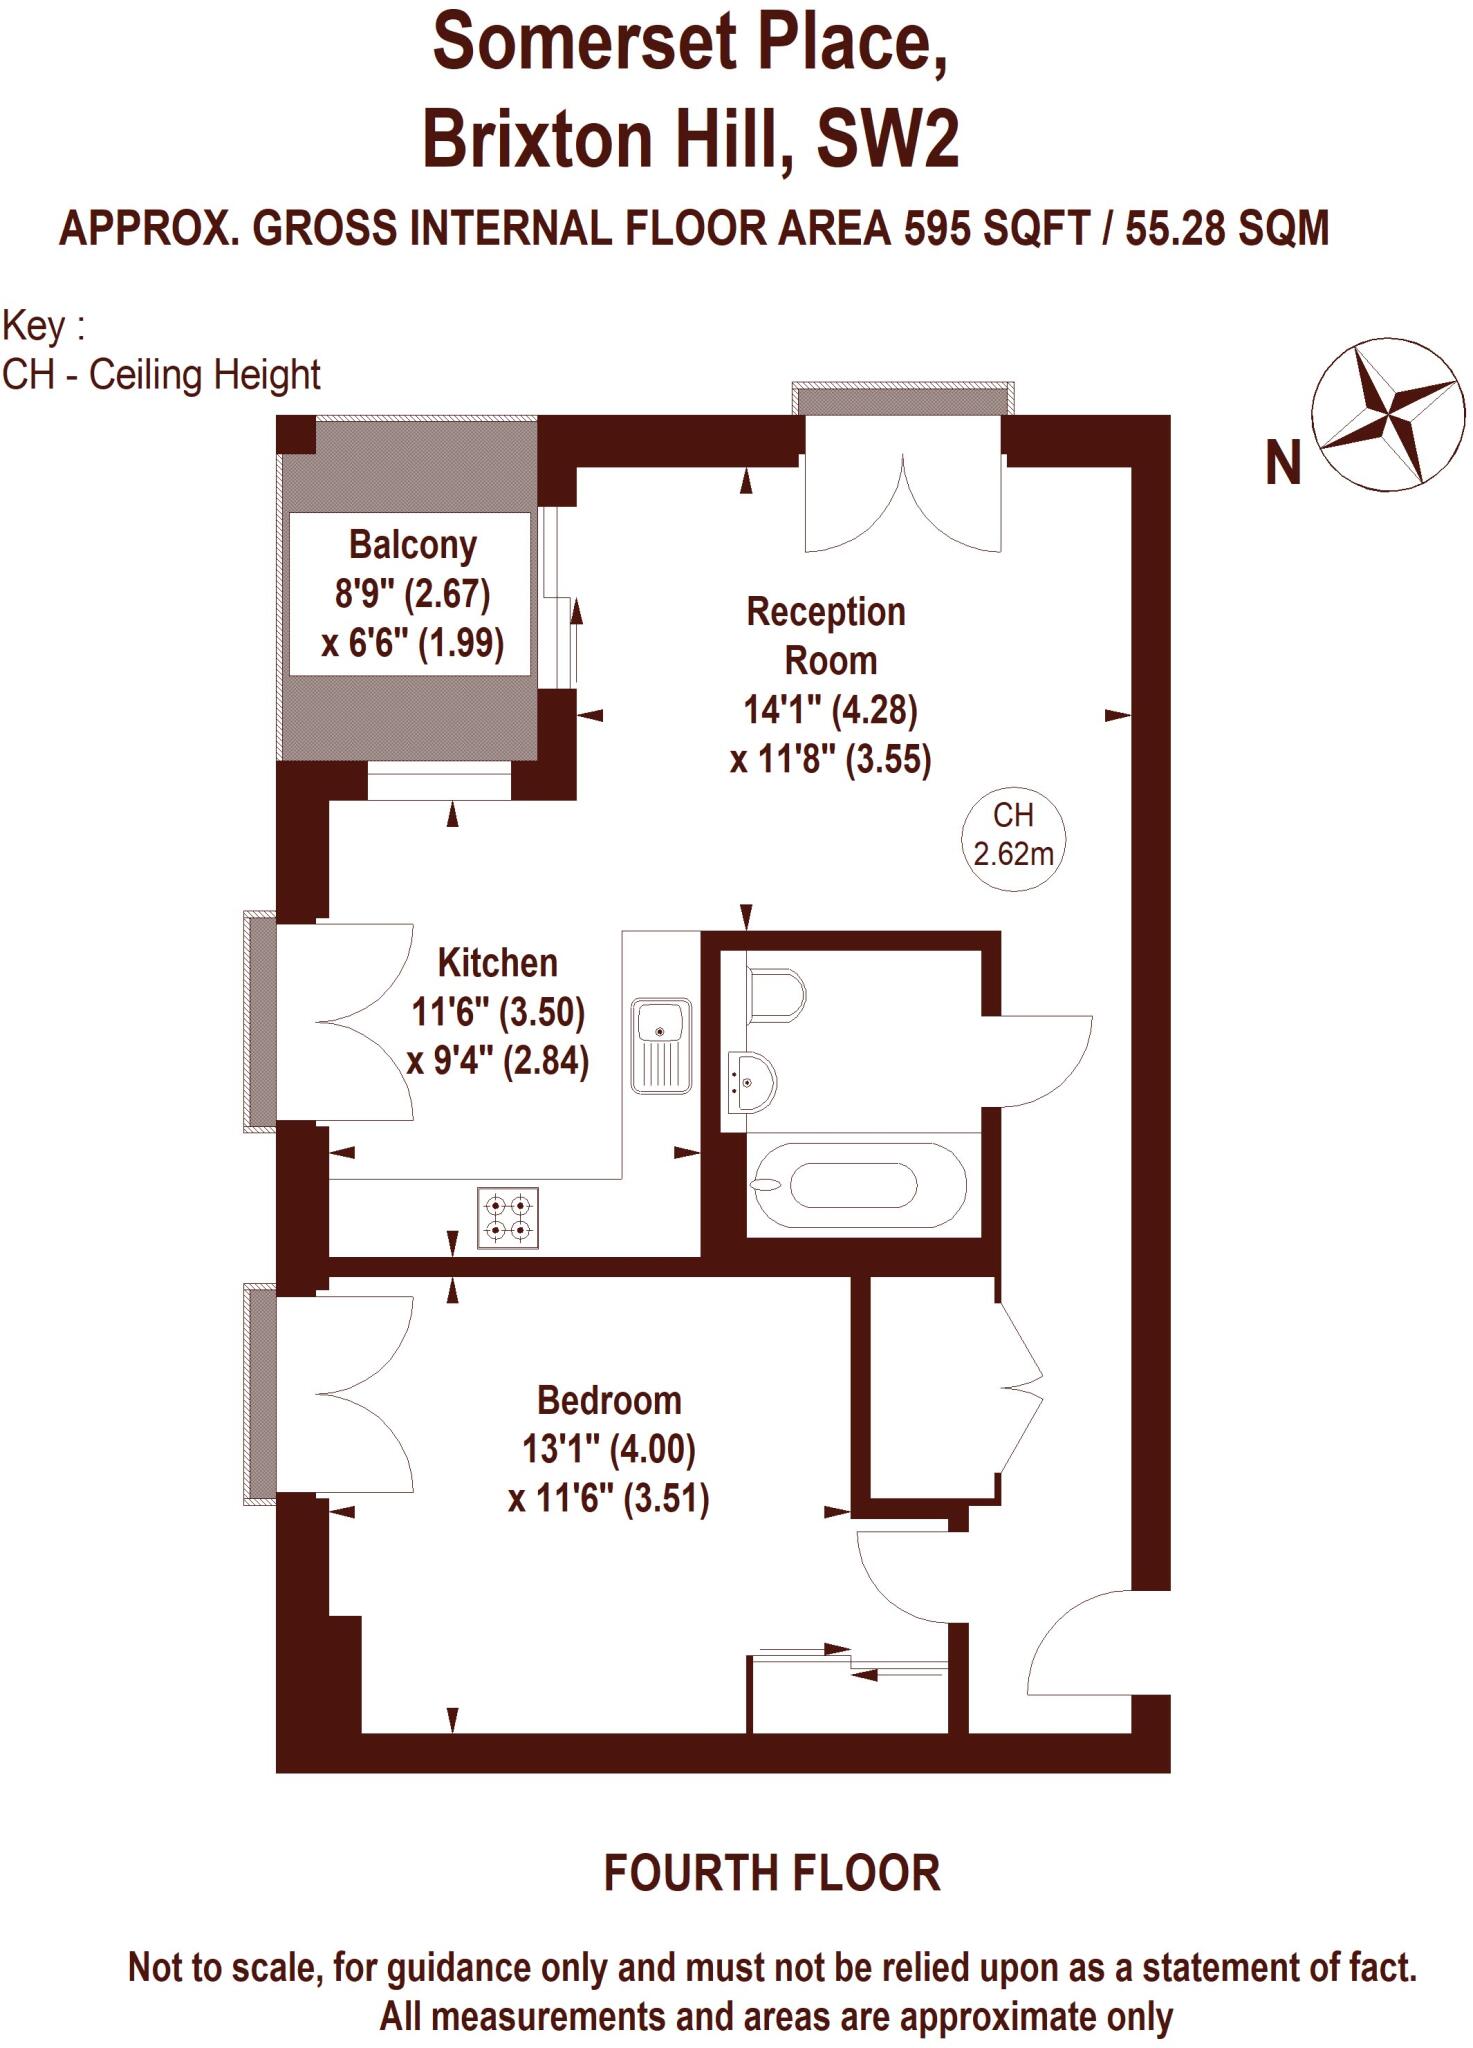 Somerset Place,
Brixton Hill, SW2
APPROX. GROSS INTERNAL FLOOR AREA 595 SQFT / 55.28 SQM
Key :
CH - Ceiling Height
N
Balcony
8'9" (2.67)
x 6'6" (1.99)
Reception
Room
14'1" (4.28)
x 11'8" (3.55)
CH
2.62m
Kitchen
11'6" (3.50)
x 9'4" (2.84)
Bedroom
13'1" (4.00)
x 11'6" (3.51)
FOURTH FLOOR
Not to scale, for guidance only and must not be relied upon as a statement of fact.
All measurements and areas are approximate only